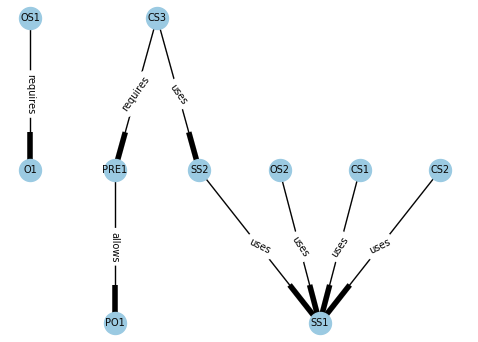 OS1
CS3
requires
requires
uses
O1
PRE1
SS2
OS2
CS1
CS2
allows
uses
uses
uses
uses
PO1
SS1